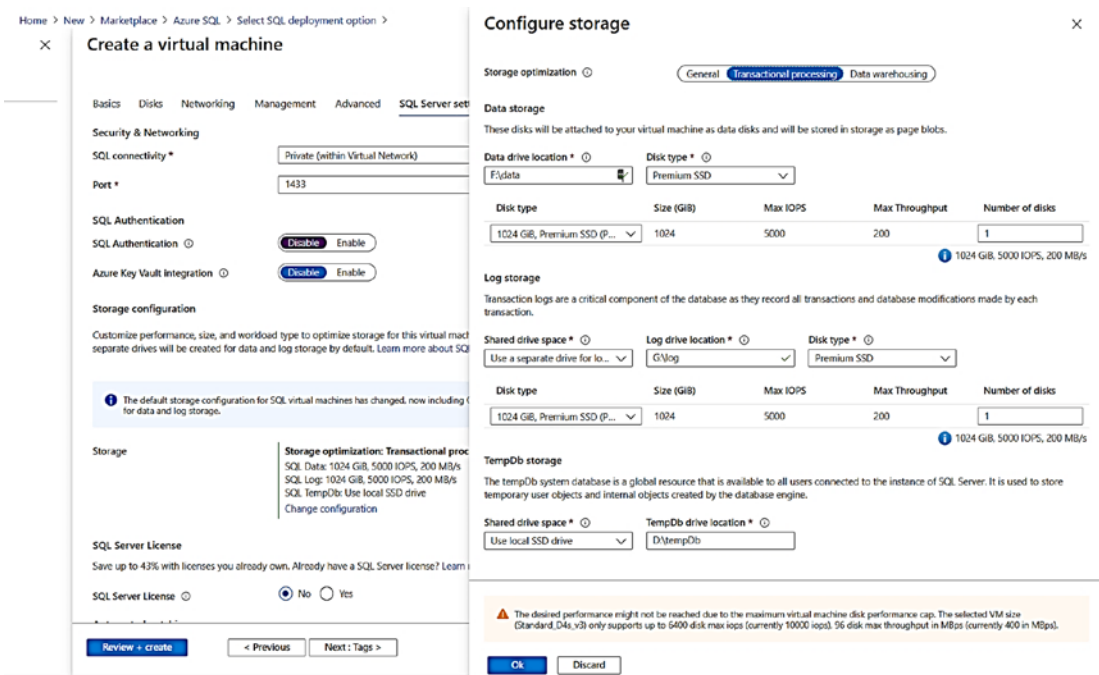 Home > New > Marketplace > Azure SQL > Select SQL deployment option >
Create a virtual machine
Basics Disks Networking Management Advanced SQL Server set
Security & Networking
SQL connectivity *
Private (within Virtual Network)
Port *
1433
SQL Authentication
SQL Authentication
Disable Enable
Azure Key Vault integration
Disable Enable
Storage configuration
Customize performance, size, and workload type to optimize storage for this virtual mach
separate drives will be created for data and log storage by default. Learn more about SQ
The default storage configuration for SQL virtual machines has changed, now including
for data and log storage.
Storage
Storage optimization: Transactional proc
SQL Data: 1024 GiB, 5000 IOPS, 200 MB/s
SQL Log: 1024 GiB, 5000 IOPS, 200 MB/s
SQL TempDb: Use local SSD drive
Change configuration
SQL Server License
Save up to 43% with licenses you already own. Already have a SQL Server license? Learn
SQL Server License
No Yes
Review + create
< Previous
Next : Tags >
Configure storage
Storage optimization
General Transactional processing Data warehousing
Data storage
These disks will be attached to your virtual machine as data disks and will be stored in storage as page blobs.
Data drive location * Disk type *
F:\data Premium SSD
Disk type Size (GiB) Max IOPS Max Throughput Number of disks
1024 GiB, Premium SSD (P... 1024 5000 200 1
1024 GiB, 5000 IOPS, 200 MB/s
Log storage
Transaction logs are a critical component of the database as they record all transactions and database modifications made by each
transaction.
Shared drive space * Log drive location * Disk type *
Use a separate drive for lo... G:\log Premium SSD
Disk type Size (GiB) Max IOPS Max Throughput Number of disks
1024 GiB, Premium SSD (P... 1024 5000 200 1
1024 GiB, 5000 IOPS, 200 MB/s
TempDb storage
The tempDb system database is a global resource that is available to all users connected to the instance of SQL Server. It is used to store
temporary user objects and internal objects created by the database engine.
Shared drive space * TempDb drive location *
Use local SSD drive D:\tempDb
The desired performance might not be reached due to the maximum virtual machine disk performance cap. The selected VM size
(Standard_D4s_v3) only supports up to 6400 disk max iops (currently 10000 iops). 96 disk max throughput in MBps (currently 400 in MBps).
Ok
Discard